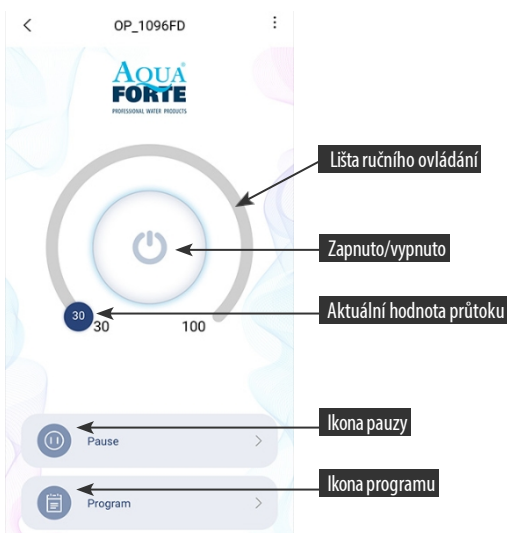 OP_1096FD
AQUA
FORTE
PROFESSIONAL WATER PRODUCTS
Lišta ručního ovládání
Zapnuto/vypnuto
Aktuální hodnota průtoku
30
30
100
Ikona pauzy
Pause
Ikona programu
Program